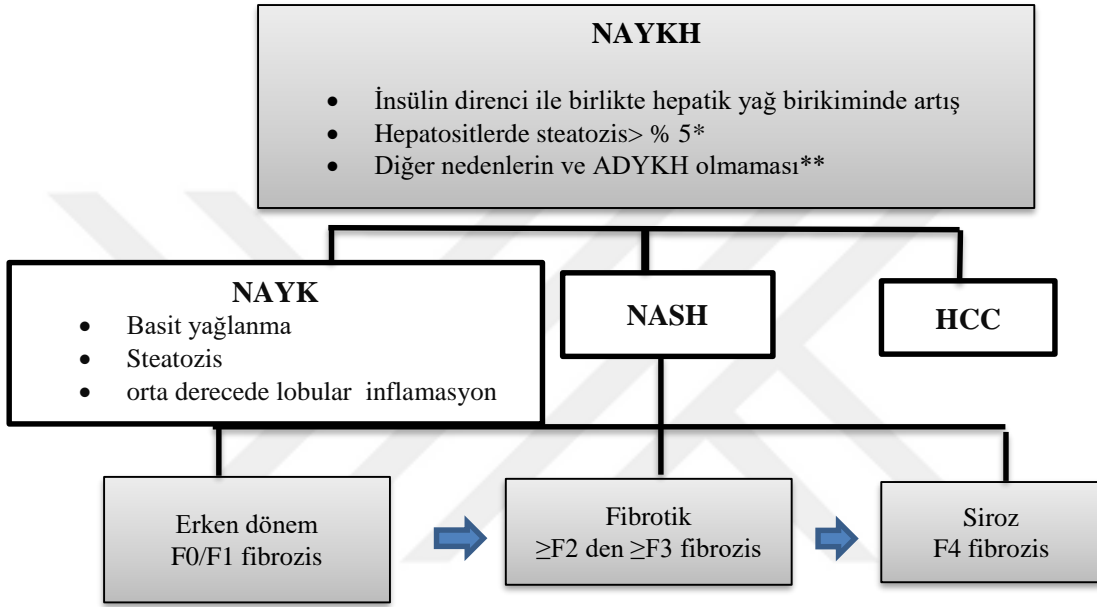 NAYKH
• İnsülin direnci ile birlikte hepatik yağ birikiminde artış
• Hepatositlerde steatozis> % 5*
• Diğer nedenlerin ve ADYKH olmaması**
NAYK
• Basit yağlanma
• Steatozis
• orta derecede lobular inflamasyon
NASH
HCC
Erken dönem
F0/F1 fibrozis
Fibrotik
≥F2 den ≥F3 fibrozis
Siroz
F4 fibrozis